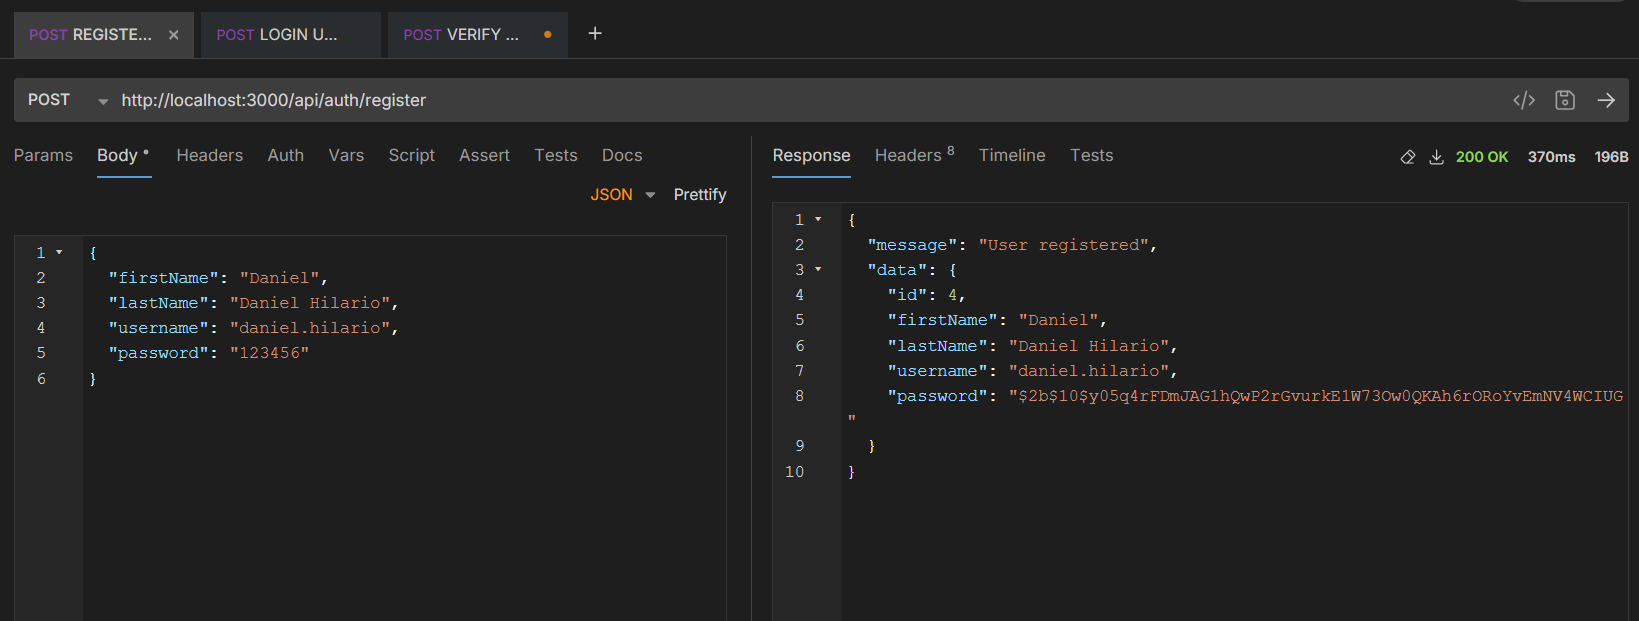 POST REGISTE...
POST LOGIN U...
POST VERIFY ...
POST
http://localhost:3000/api/auth/register
Params Body Headers Auth Vars Script Assert Tests Docs
JSON Prettify
1 {
2 "firstName": "Daniel",
3 "lastName": "Daniel Hilario",
4 "username": "daniel.hilario",
5 "password": "123456"
6 }
Response Headers 8 Timeline Tests
200 OK 370ms 196B
1 {
2 "message": "User registered",
3 "data": {
4 "id": 4,
5 "firstName": "Daniel",
6 "lastName": "Daniel Hilario",
7 "username": "daniel.hilario",
8 "password": "$2b$10$y05q4rFDmJAG1hQwP2rGvurkE1W73Ow0QKAh6rORoYvEmNV4WCIUG
"
9 }
10 }